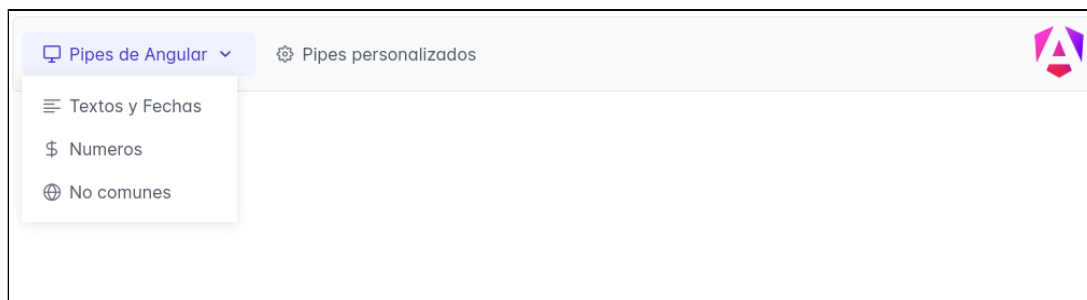 Pipes de Angular
Pipes personalizados
Textos y Fechas
Numeros
No comunes